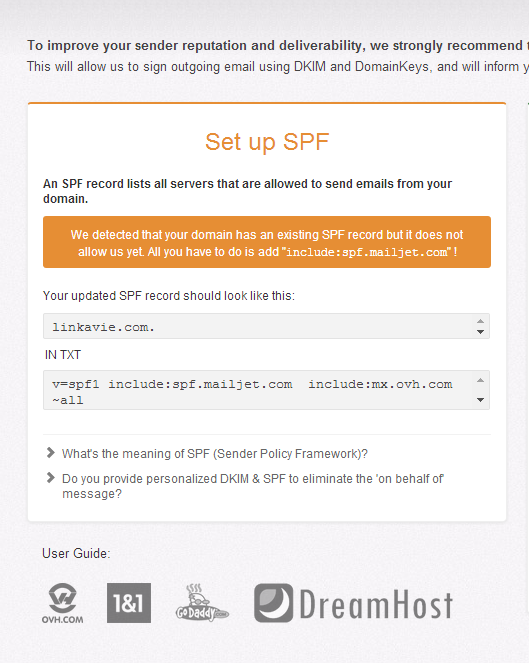 To improve your sender reputation and deliverability, we strongly recommend
This will allow us to sign outgoing email using DKIM and DomainKeys, and will inform
Set up SPF
An SPF record lists all servers that are allowed to send emails from your
domain.
We detected that your domain has an existing SPF record but it does not
allow us yet. All you have to do is add "include:spf.mailjet.com" !
Your updated SPF record should look like this:
linkavie.com.
IN TXT
v=spf1 include:spf.mailjet.com  include:mx.ovh.com
~all
What's the meaning of SPF (Sender Policy Framework)?
Do you provide personalized DKIM & SPF to eliminate the 'on behalf of'
message?
User Guide:
OVH.COM
1&1
GoDaddy
DreamHost